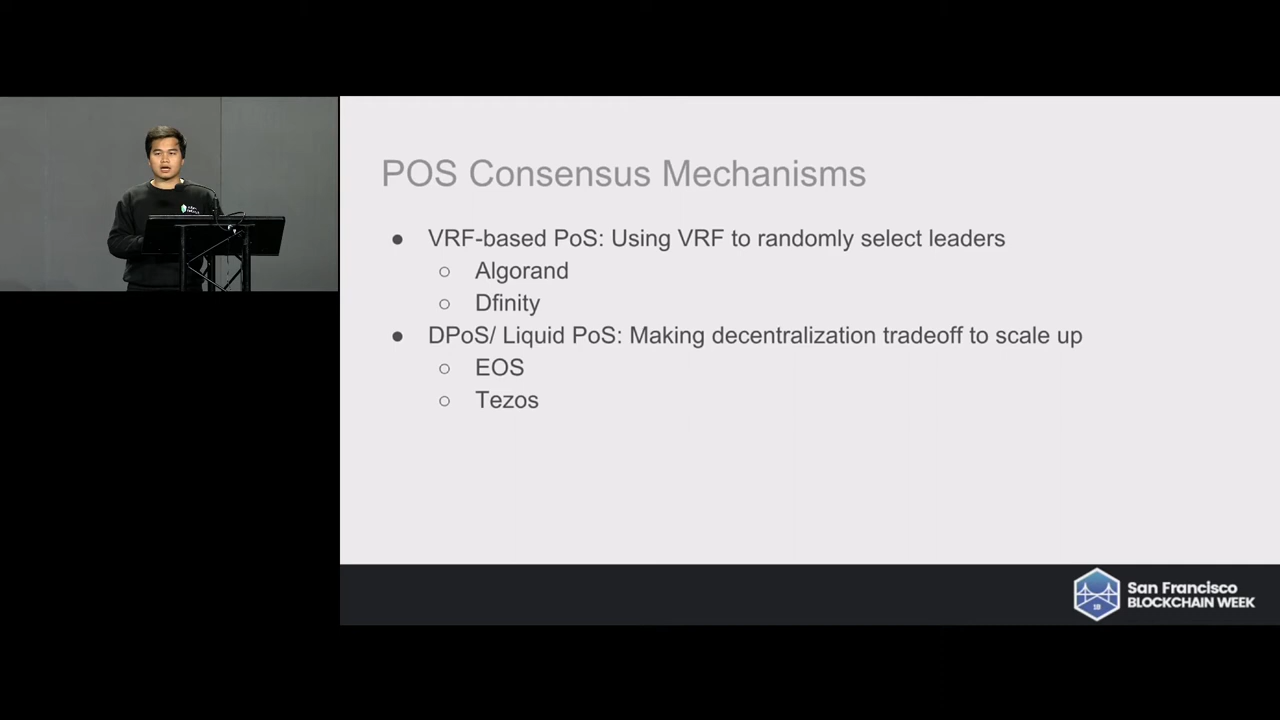 POS Consensus Mechanisms
● VRF-based PoS: Using VRF to randomly select leaders
○ Algorand
○ Dfinity
● DPoS/ Liquid PoS: Making decentralization tradeoff to scale up
○ EOS
○ Tezos
San Francisco
BLOCKCHAIN WEEK